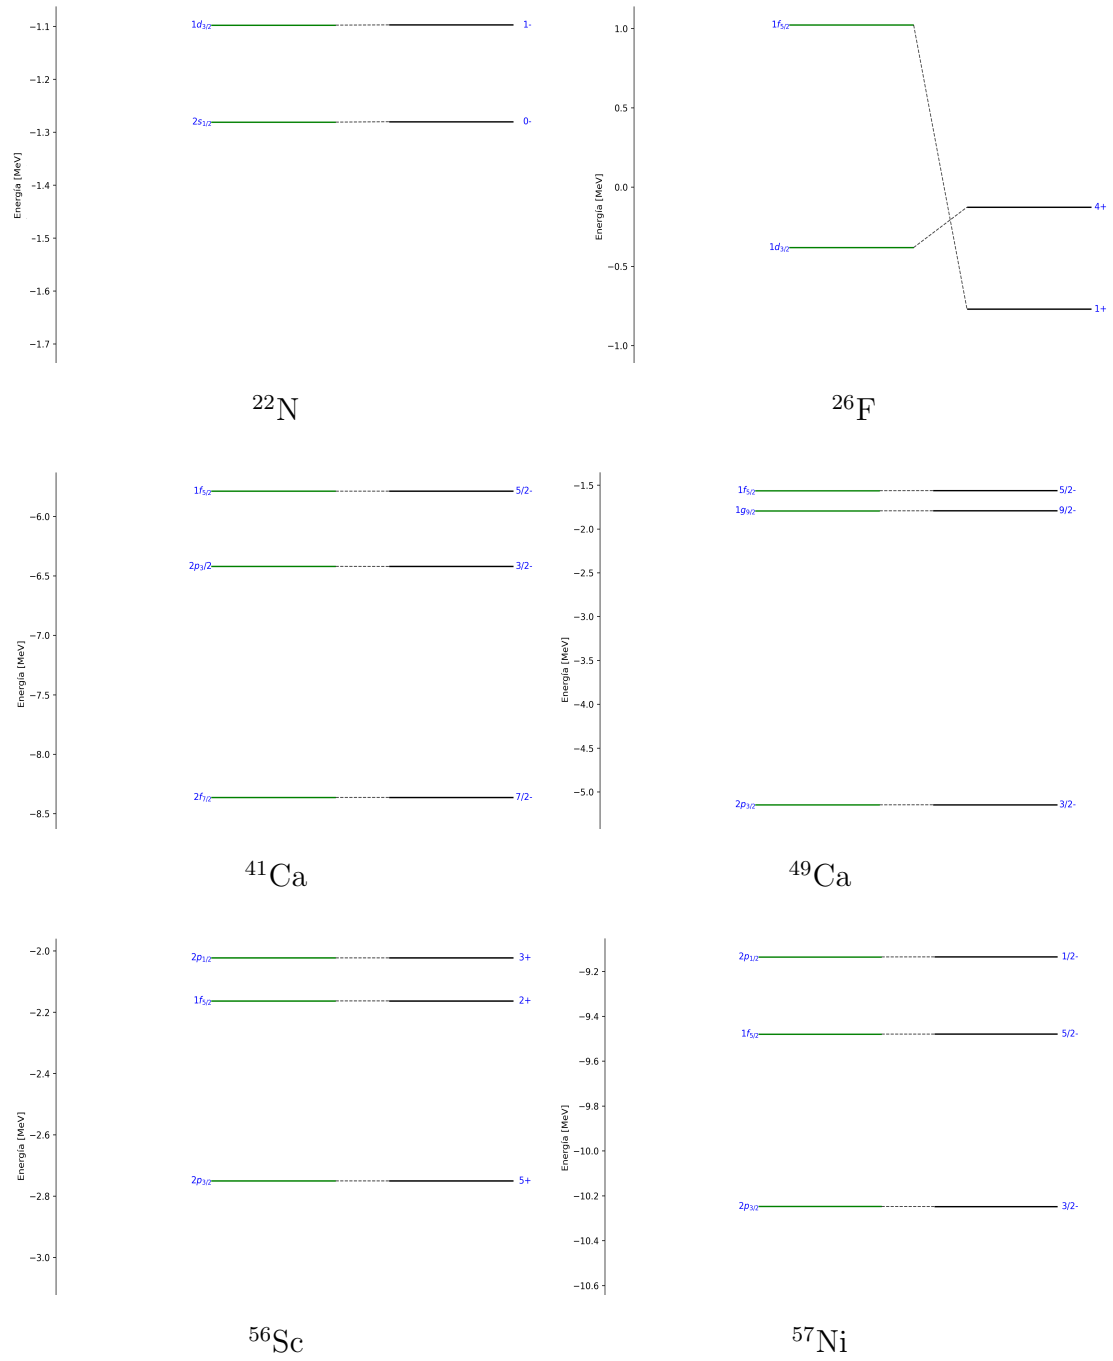 −1.1
−1.2
−1.3
−1.4
−1.5
−1.6
−1.7
Energía [MeV]
1d3/2
1-
2s1/2
0-
22N
1.0
0.5
0.0
−0.5
−1.0
Energía [MeV]
1f5/2
1d3/2
4+
1+
26F
−6.0
−6.5
−7.0
−7.5
−8.0
−8.5
Energía [MeV]
1f5/2
5/2-
2p3/2
3/2-
2f7/2
7/2-
41Ca
−1.5
−2.0
−2.5
−3.0
−3.5
−4.0
−4.5
−5.0
Energía [MeV]
1f5/2
5/2-
1g9/2
9/2-
2p3/2
3/2-
49Ca
−2.0
−2.2
−2.4
−2.6
−2.8
−3.0
Energía [MeV]
2p1/2
3+
1f5/2
2+
2p3/2
5+
56Sc
−9.2
−9.4
−9.6
−9.8
−10.0
−10.2
−10.4
−10.6
Energía [MeV]
2p1/2
1/2-
1f5/2
5/2-
2p3/2
3/2-
57Ni